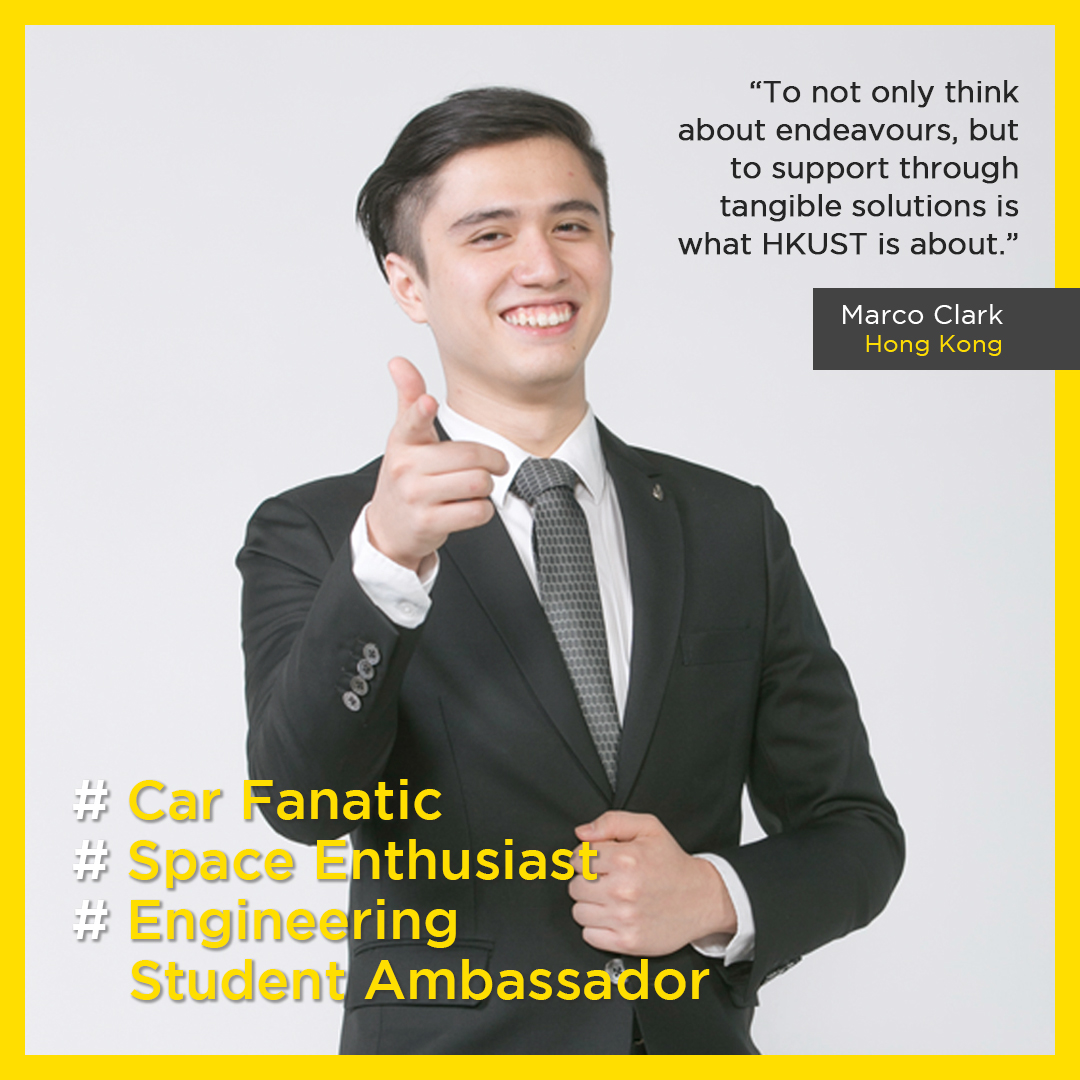 “To not only think
about endeavours, but
to support through
tangible solutions is
what HKUST is about.”
Marco Clark
Hong Kong
# Car Fanatic
# Space Enthusiast
# Engineering
Student Ambassador